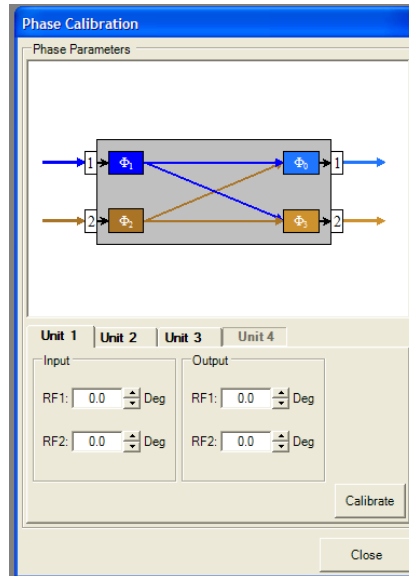 Phase Calibration
Phase Parameters
1 Φ1 Φ0 1
2 Φ2 Φ3 2
Unit 1 Unit 2 Unit 3 Unit 4
Input Output
RF1: 0.0 Deg RF1: 0.0 Deg
RF2: 0.0 Deg RF2: 0.0 Deg
Calibrate
Close